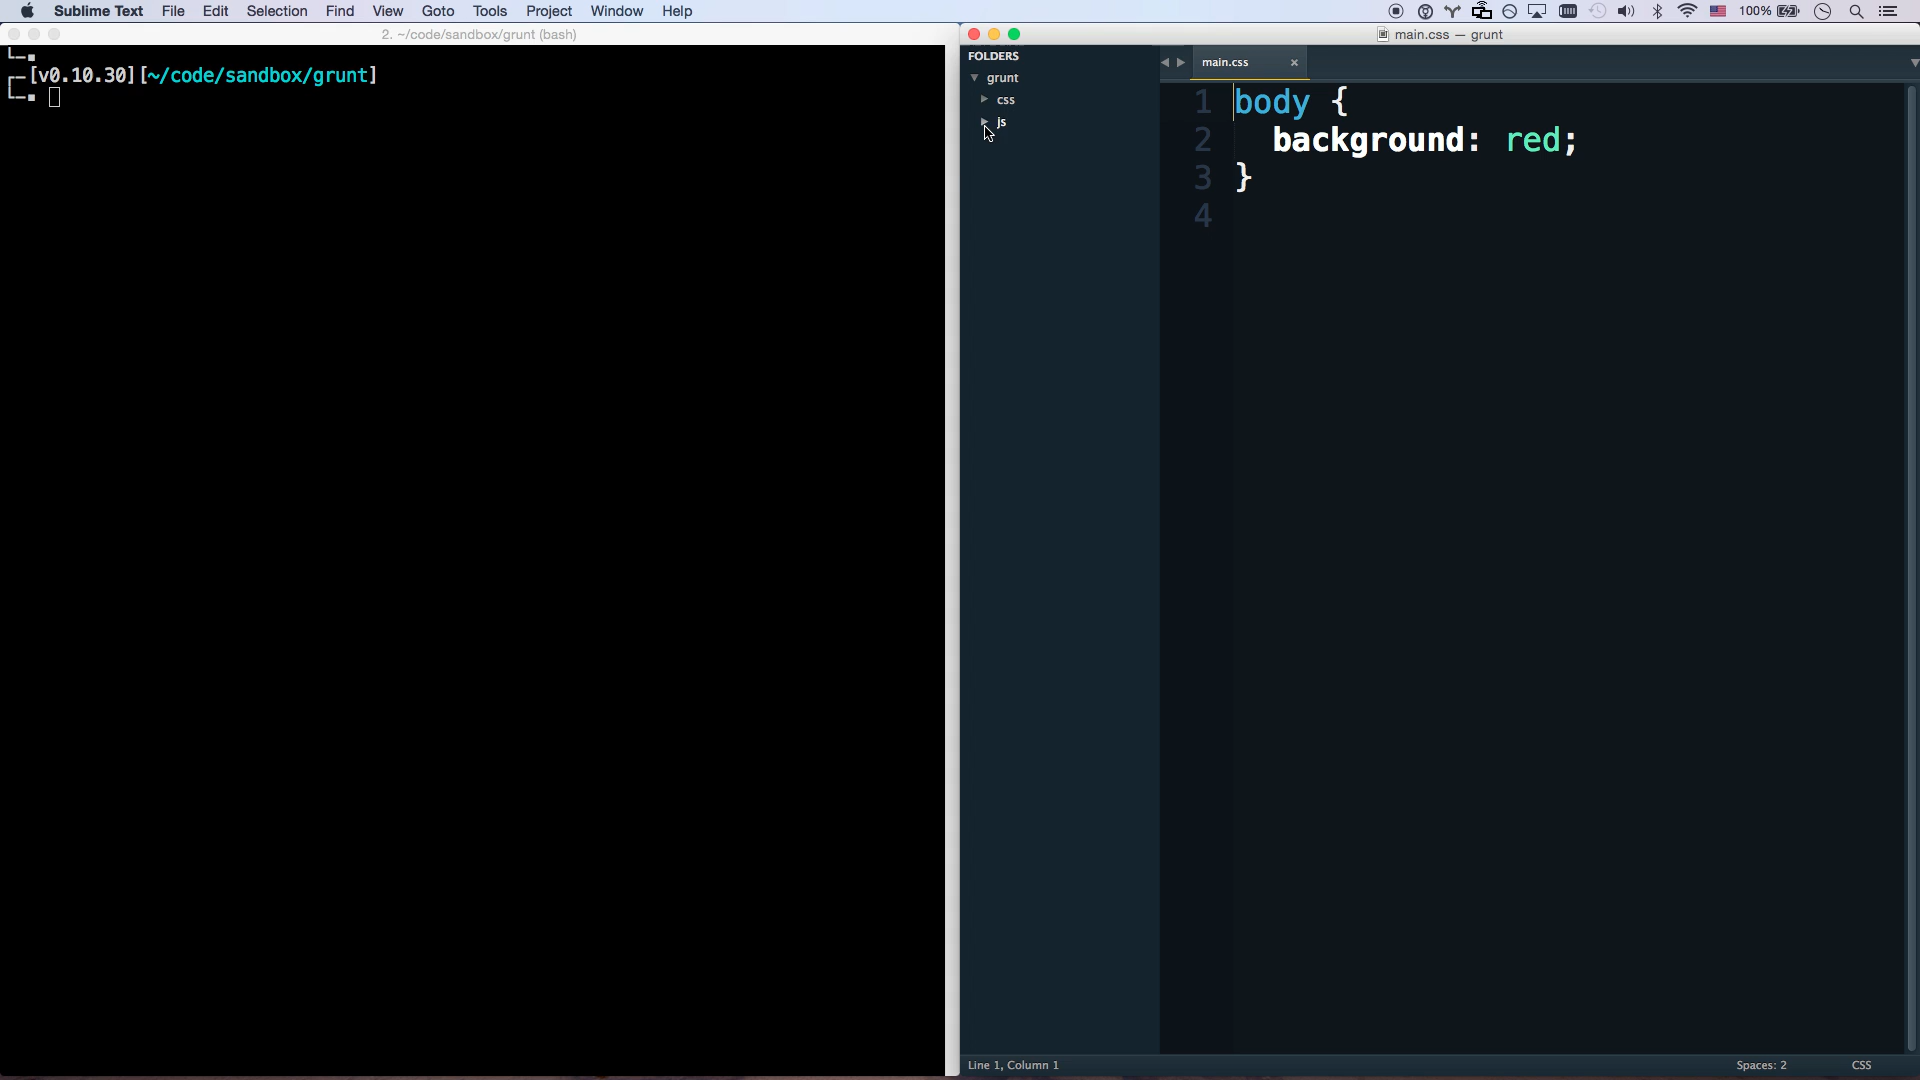 Sublime Text File Edit Selection Find View Goto Tools Project Window Help 100%
2. ~/code/sandbox/grunt (bash)
[v0.10.30][~/code/sandbox/grunt]
main.css — grunt
FOLDERS
grunt
css
js
main.css
1 body {
2 background: red;
3 }
4
Line 1, Column 1 Spaces: 2 CSS